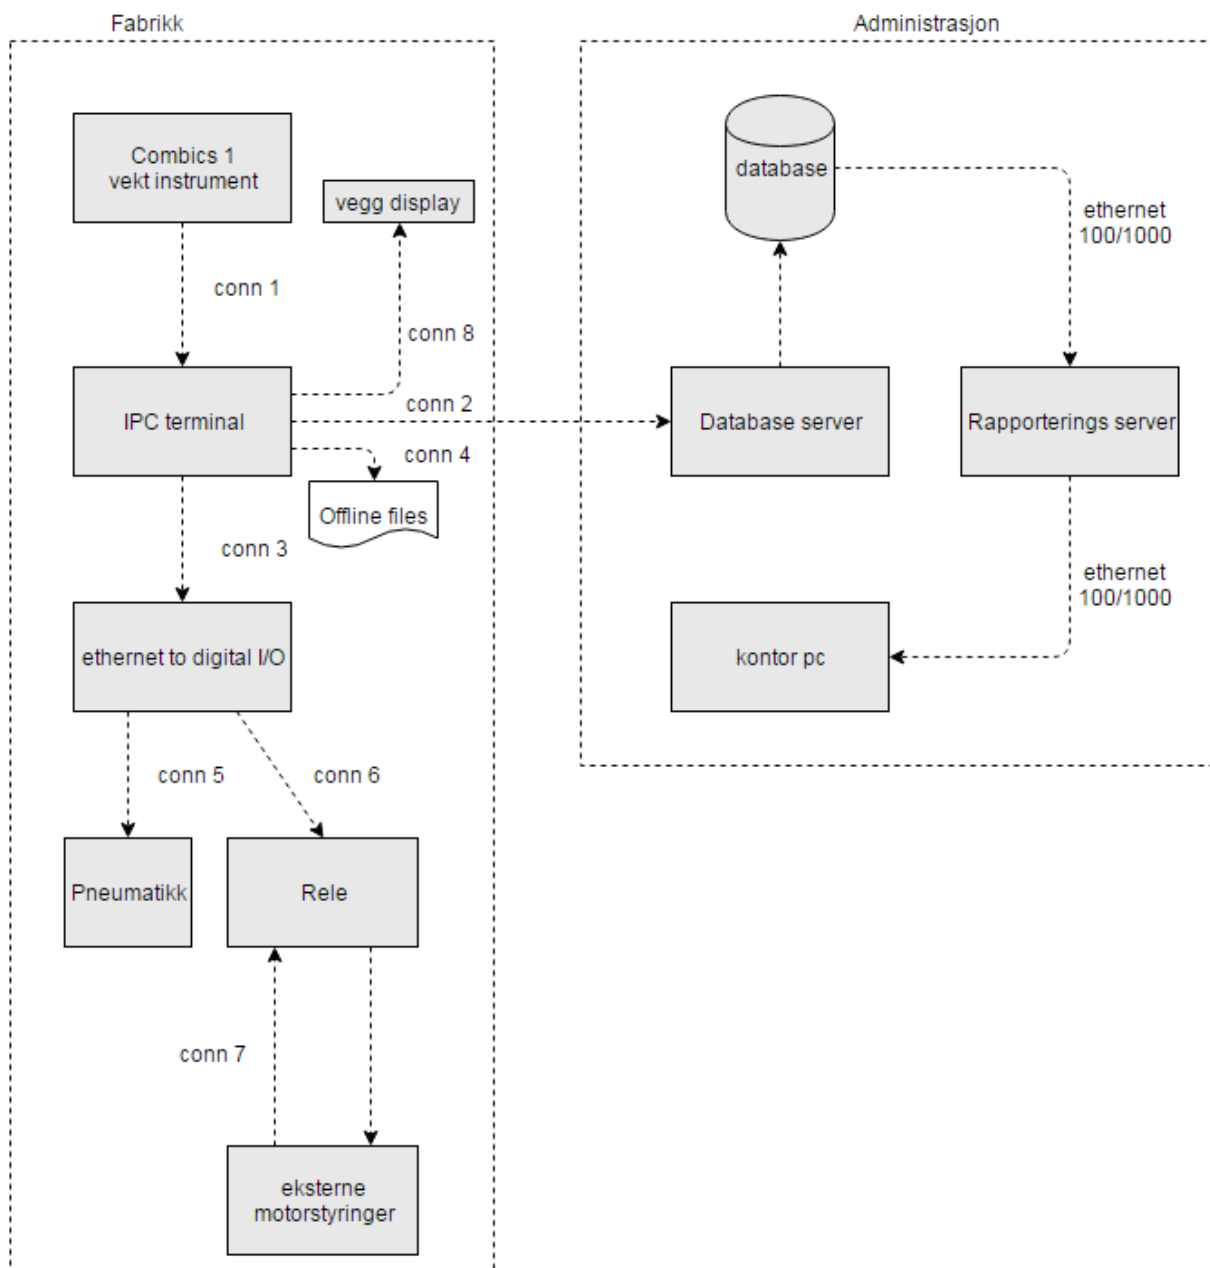 Fabrikk
Administrasjon
Combics 1
vekt instrument
vegg display
conn 1
conn 8
IPC terminal
conn 2
conn 4
Offline files
conn 3
ethernet to digital I/O
conn 5
conn 6
Pneumatikk
Rele
conn 7
eksterne
motorstyringer
database
ethernet
100/1000
Database server
Rapporterings server
ethernet
100/1000
kontor pc